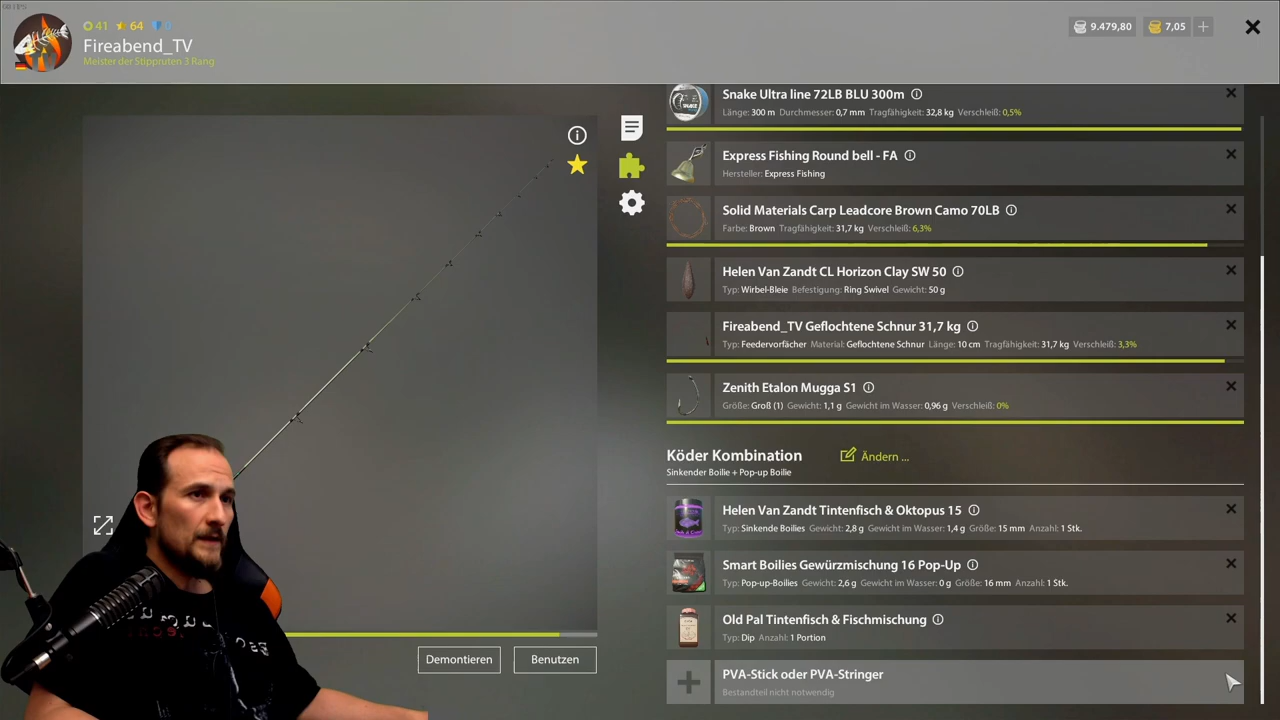 41 64 0
Fireabend_TV
Meister der Stippruten 3 Rang
9.479,80
7,05
Snake Ultra line 72LB BLU 300m
Länge: 300 m Durchmesser: 0,7 mm Tragfähigkeit: 32,8 kg Verschleiß: 0,5%
Express Fishing Round bell - FA
Hersteller: Express Fishing
Solid Materials Carp Leadcore Brown Camo 70LB
Farbe: Brown Tragfähigkeit: 31,7 kg Verschleiß: 6,3%
Helen Van Zandt CL Horizon Clay SW 50
Typ: Wirbel-Bleie Befestigung: Ring Swivel Gewicht: 50 g
Fireabend_TV Geflochtene Schnur 31,7 kg
Typ: Feedervorfächer Material: Geflochtene Schnur Länge: 10 cm Tragfähigkeit: 31,7 kg Verschleiß: 3,3%
Zenith Etalon Mugga S1
Größe: Groß (1) Gewicht: 1,1 g Gewicht im Wasser: 0,96 g Verschleiß: 0%
Köder Kombination
Ändern ...
Sinkender Boilie + Pop-up Boilie
Helen Van Zandt Tintenfisch & Oktopus 15
Typ: Sinkende Boilies Gewicht: 2,8 g Gewicht im Wasser: 1,4 g Größe: 15 mm Anzahl: 1 Stk.
Smart Boilies Gewürzmischung 16 Pop-Up
Typ: Pop-up-Boilies Gewicht: 2,6 g Gewicht im Wasser: 0 g Größe: 16 mm Anzahl: 1 Stk.
Old Pal Tintenfisch & Fischmischung
Typ: Dip Anzahl: 1 Portion
PVA-Stick oder PVA-Stringer
Bestandteil nicht notwendig
Demontieren
Benutzen